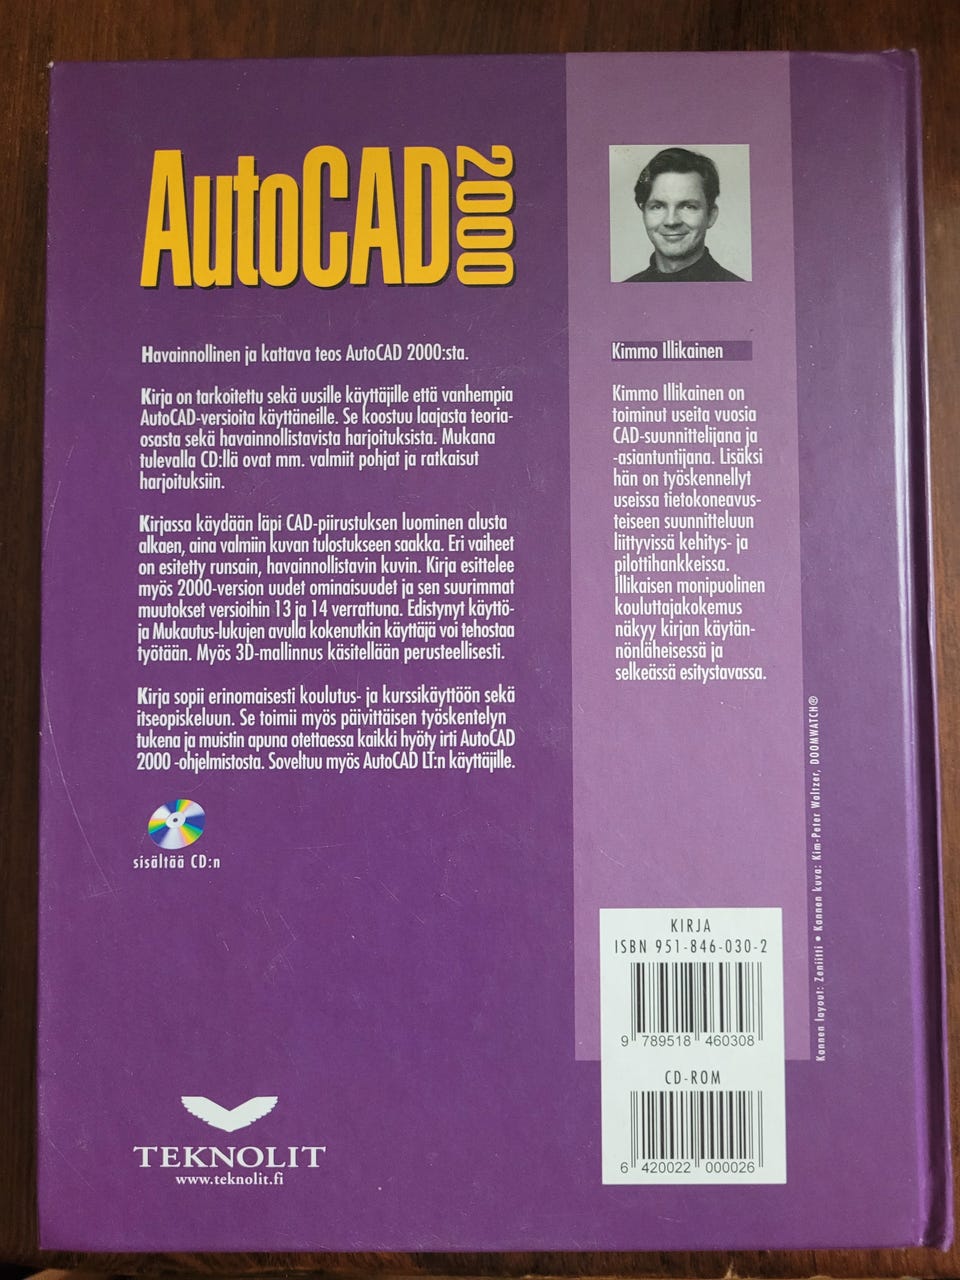 AutoCAD 2000
Havainnollinen ja kattava teos AutoCAD 2000:sta.
Kirja on tarkoitettu sekä uusille käyttäjille että vanhempia
AutoCAD-versioita käyttäneille. Se koostuu laajasta teoria-
osasta sekä havainnollistavista harjoituksista. Mukana
tulevalla CD:llä ovat mm. valmiit pohjat ja ratkaisut
harjoituksiin.
Kirjassa käydään läpi CAD-piirustuksen luominen alusta
alkaen, aina valmiin kuvan tulostukseen saakka. Eri vaiheet
on esitetty runsain, havainnollistavin kuvin. Kirja esittelee
myös 2000-version uudet ominaisuudet ja sen suurimmat
muutokset versioihin 13 ja 14 verrattuna. Edistynyt käyttö-
ja Mukautus-lukujen avulla kokenutkin käyttäjä voi tehostaa
työtään. Myös 3D-mallinnus käsitellään perusteellisesti.
Kirja sopii erinomaisesti koulutus- ja kurssikäyttöön sekä
itseopiskeluun. Se toimii myös päivittäisen työskentelyn
tukena ja muistin apuna otettaessa kaikki hyöty irti AutoCAD
2000 -ohjelmistosta. Soveltuu myös AutoCAD LT:n käyttäjille.
sisältää CD:n
TEKNOLIT
www.teknolit.fi
Kimmo Illikainen
Kimmo Illikainen on
toiminut useita vuosia
CAD-suunnittelijana ja
-asiantuntijana. Lisäksi
hän on työskennellyt
useissa tietokoneavus-
teiseen suunnitteluun
liittyvissä kehitys- ja
pilottihankkeissa.
Illikaisen monipuolinen
kouluttajakokemus
näkyy kirjan käytän-
nönläheisessä ja
selkeässä esitystavassa.
Kannen layout: Zeniitti • Kannen kuva: Kim-Peter Waltzer, DOOMWATCH®
KIRJA
ISBN 951-846-030-2
9 789518 460308
CD-ROM
6 420022 000026